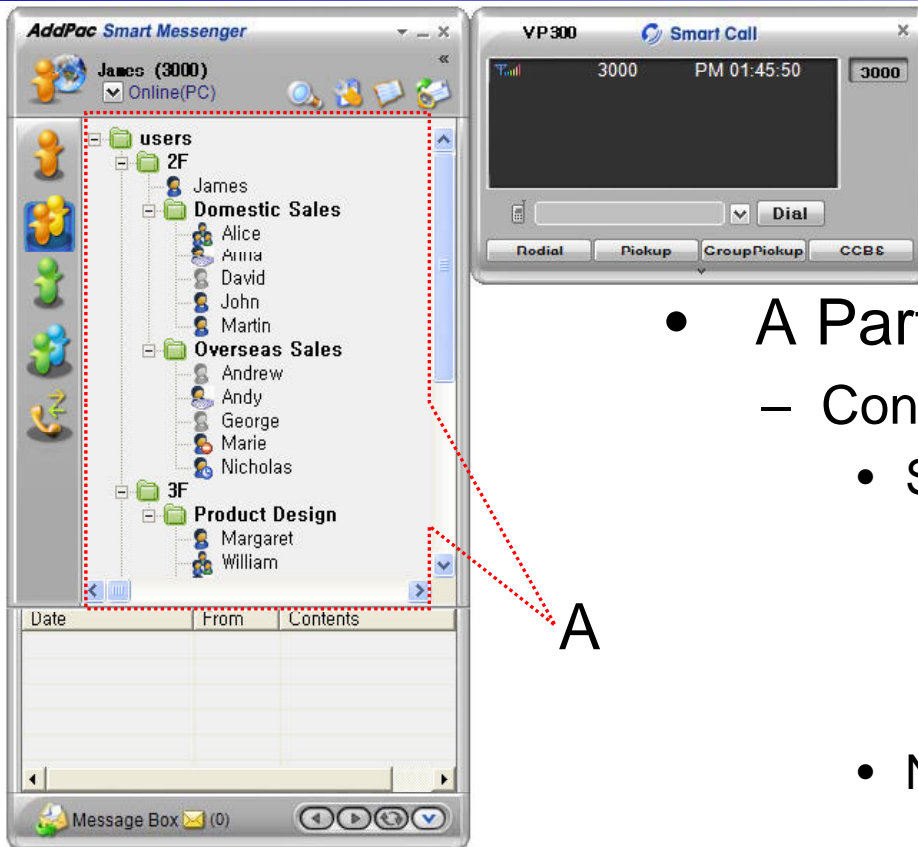 AddPac Smart Messenger
James (3000)
Online(PC)
users
2F
James
Domestic Sales
Alice
Anna
David
John
Martin
Overseas Sales
Andrew
Andy
George
Marie
Nicholas
3F
Product Design
Margaret
William
Date From Contents
Message Box (0)
VP300 Smart Call
3000 PM 01:45:50 3000
Dial
Redial Pickup GroupPickup
• A Par
– Con
• S
• N
A